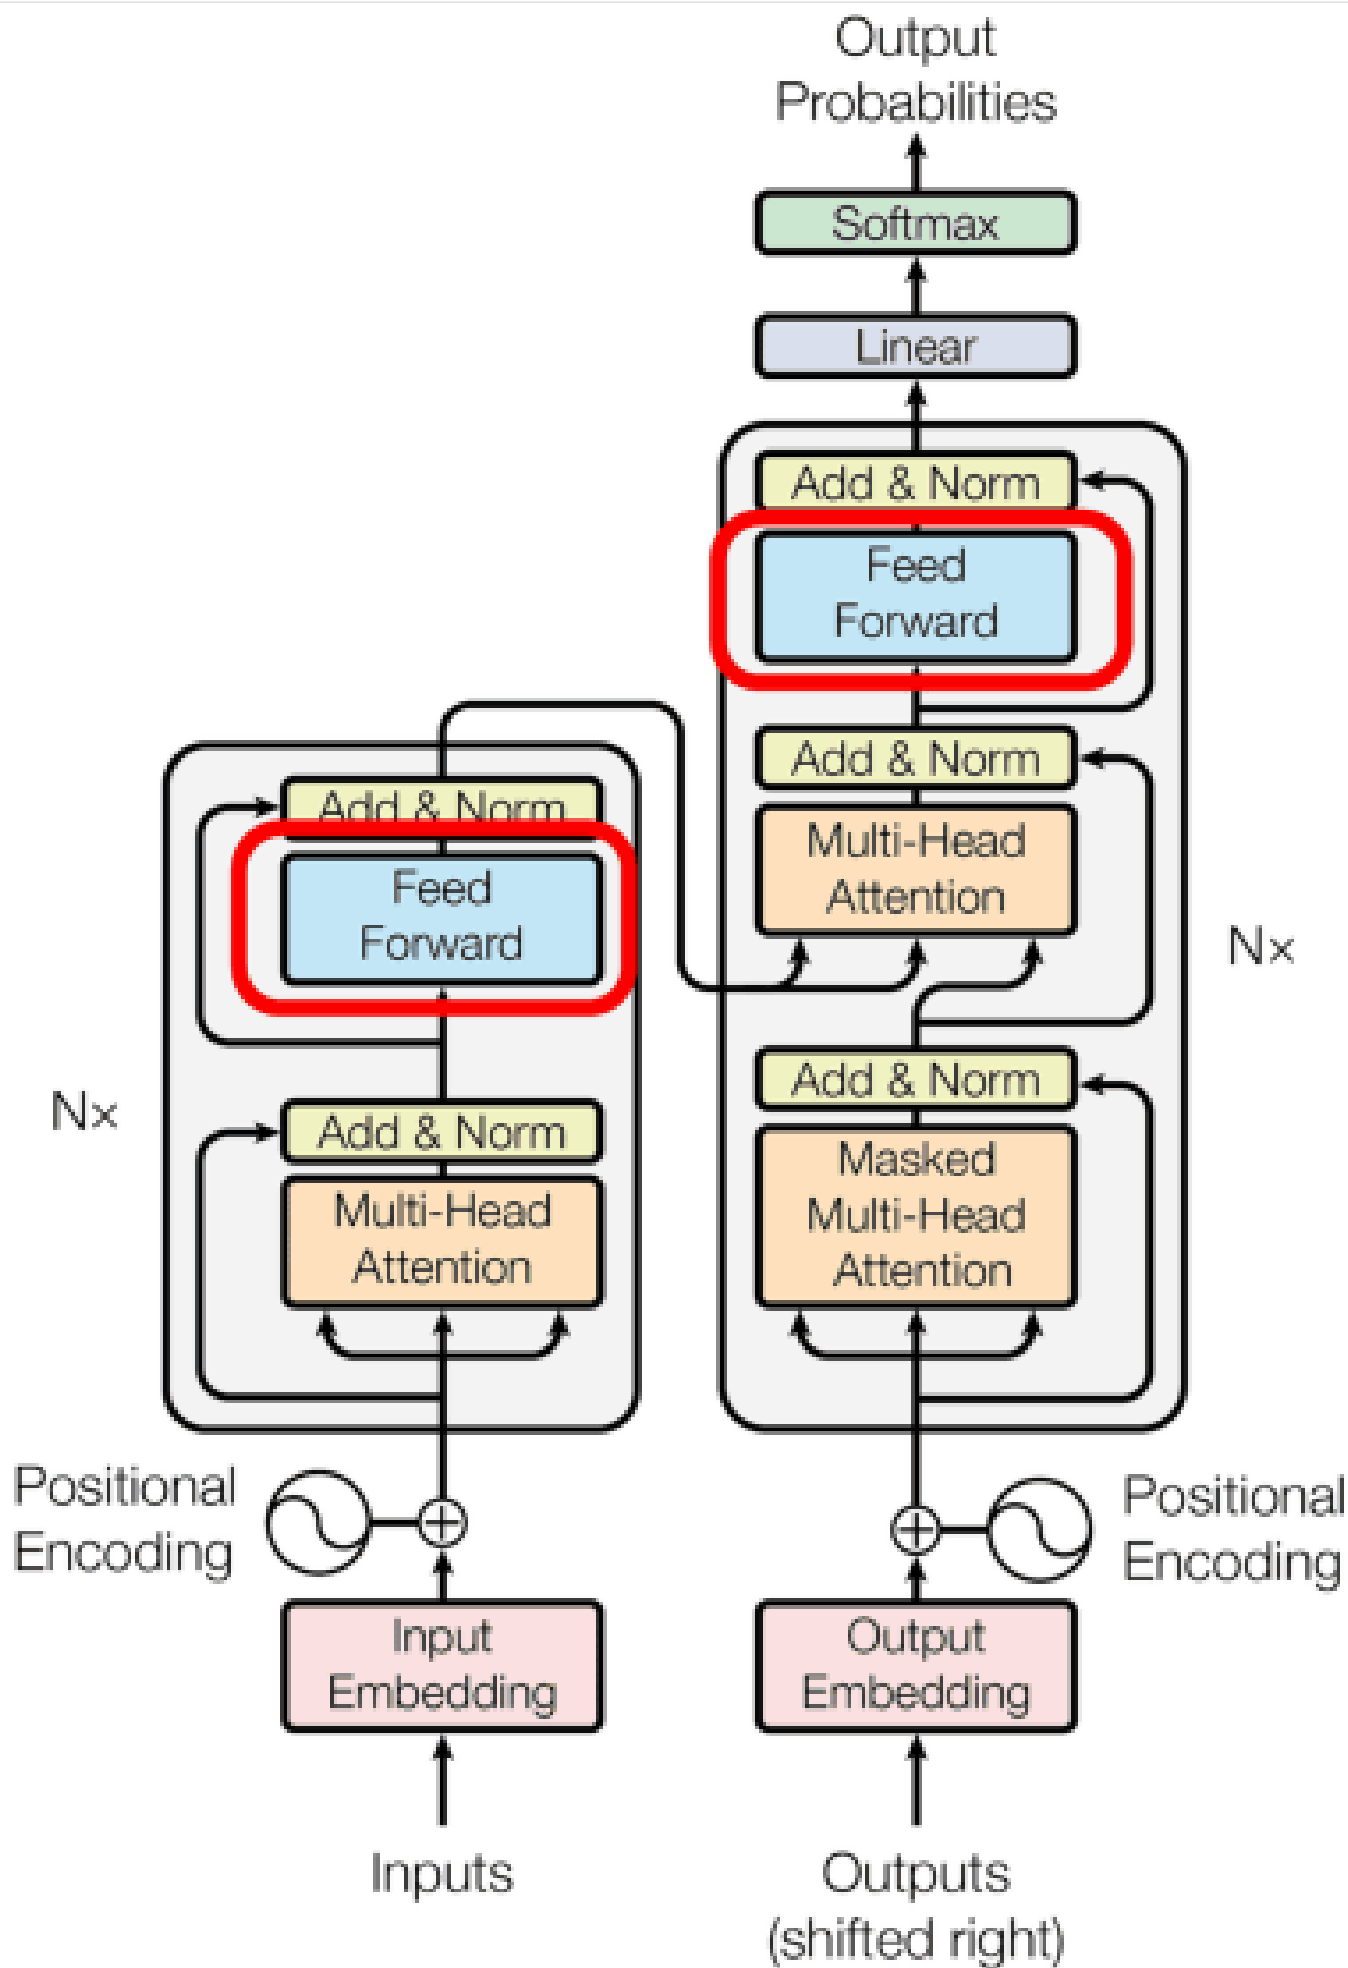 Output
Probabilities
Softmax
Linear
Add & Norm
Feed
Forward
Add & Norm
Multi-Head
Attention
Nx
Add & Norm
Masked
Multi-Head
Attention
Add & Norm
Feed
Forward
Nx
Add & Norm
Multi-Head
Attention
Positional
Encoding
Positional
Encoding
Input
Embedding
Output
Embedding
Inputs
Outputs
(shifted right)